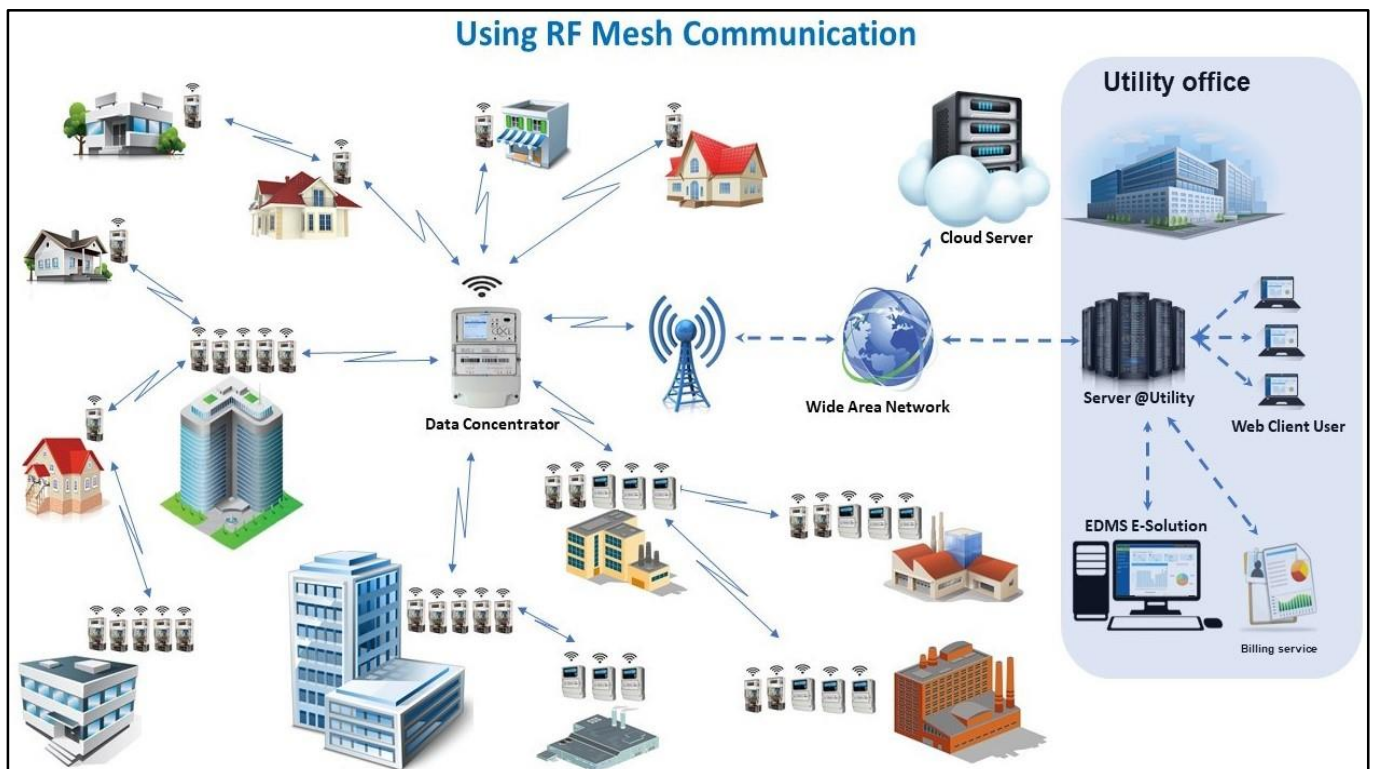 Using RF Mesh Communication
Utility office
Cloud Server
Data Concentrator
Wide Area Network
Server @Utility
Web Client User
EDMS E-Solution
Billing service